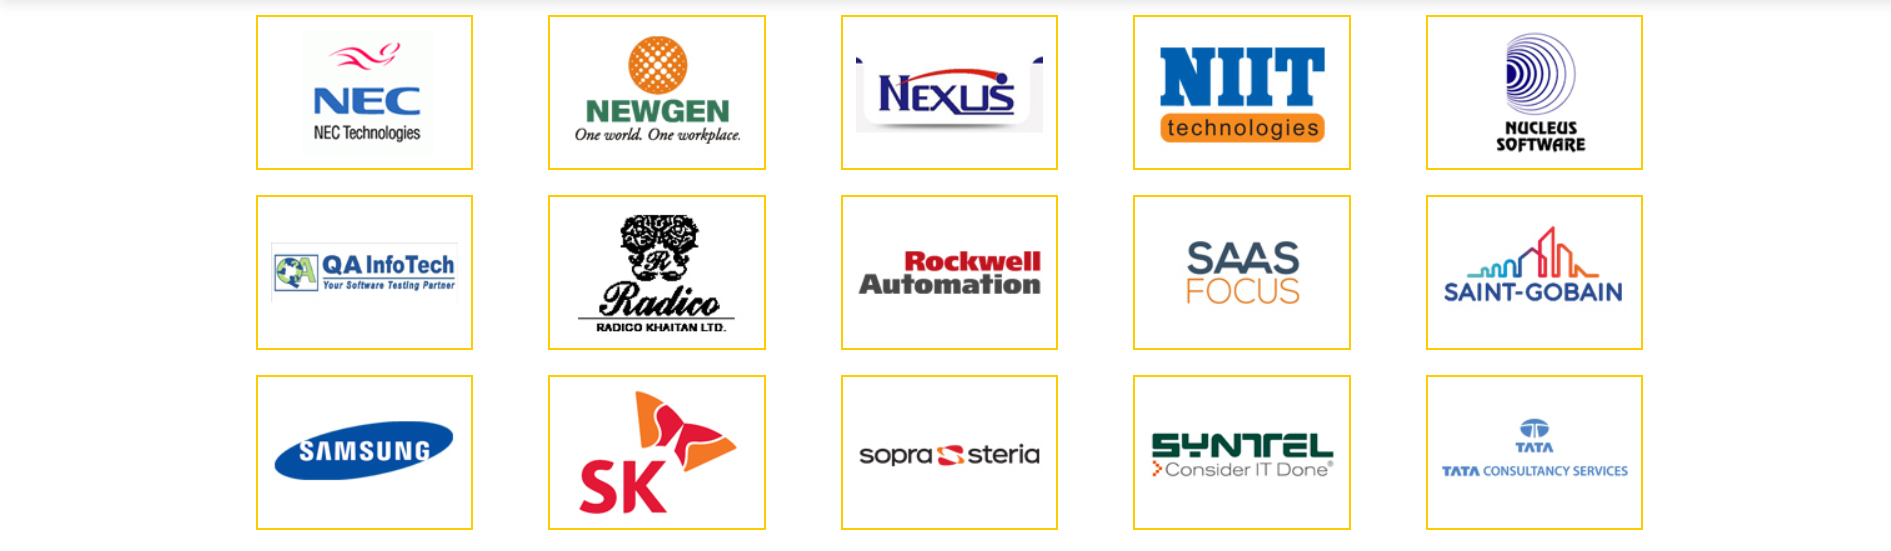 NEC
NEC Technologies
NEWGEN
One world. One workplace.
NEXUS
NIIT
technologies
NUCLEUS
SOFTWARE
QA
QA InfoTech
Your Software Testing Partner
R
Radico
RADICO KHAITAN LTD.
Rockwell
Automation
SAAS
FOCUS
SAINT-GOBAIN
SAMSUNG
SK
sopra steria
SYNTEL
Consider IT Done®
TATA
TATA CONSULTANCY SERVICES